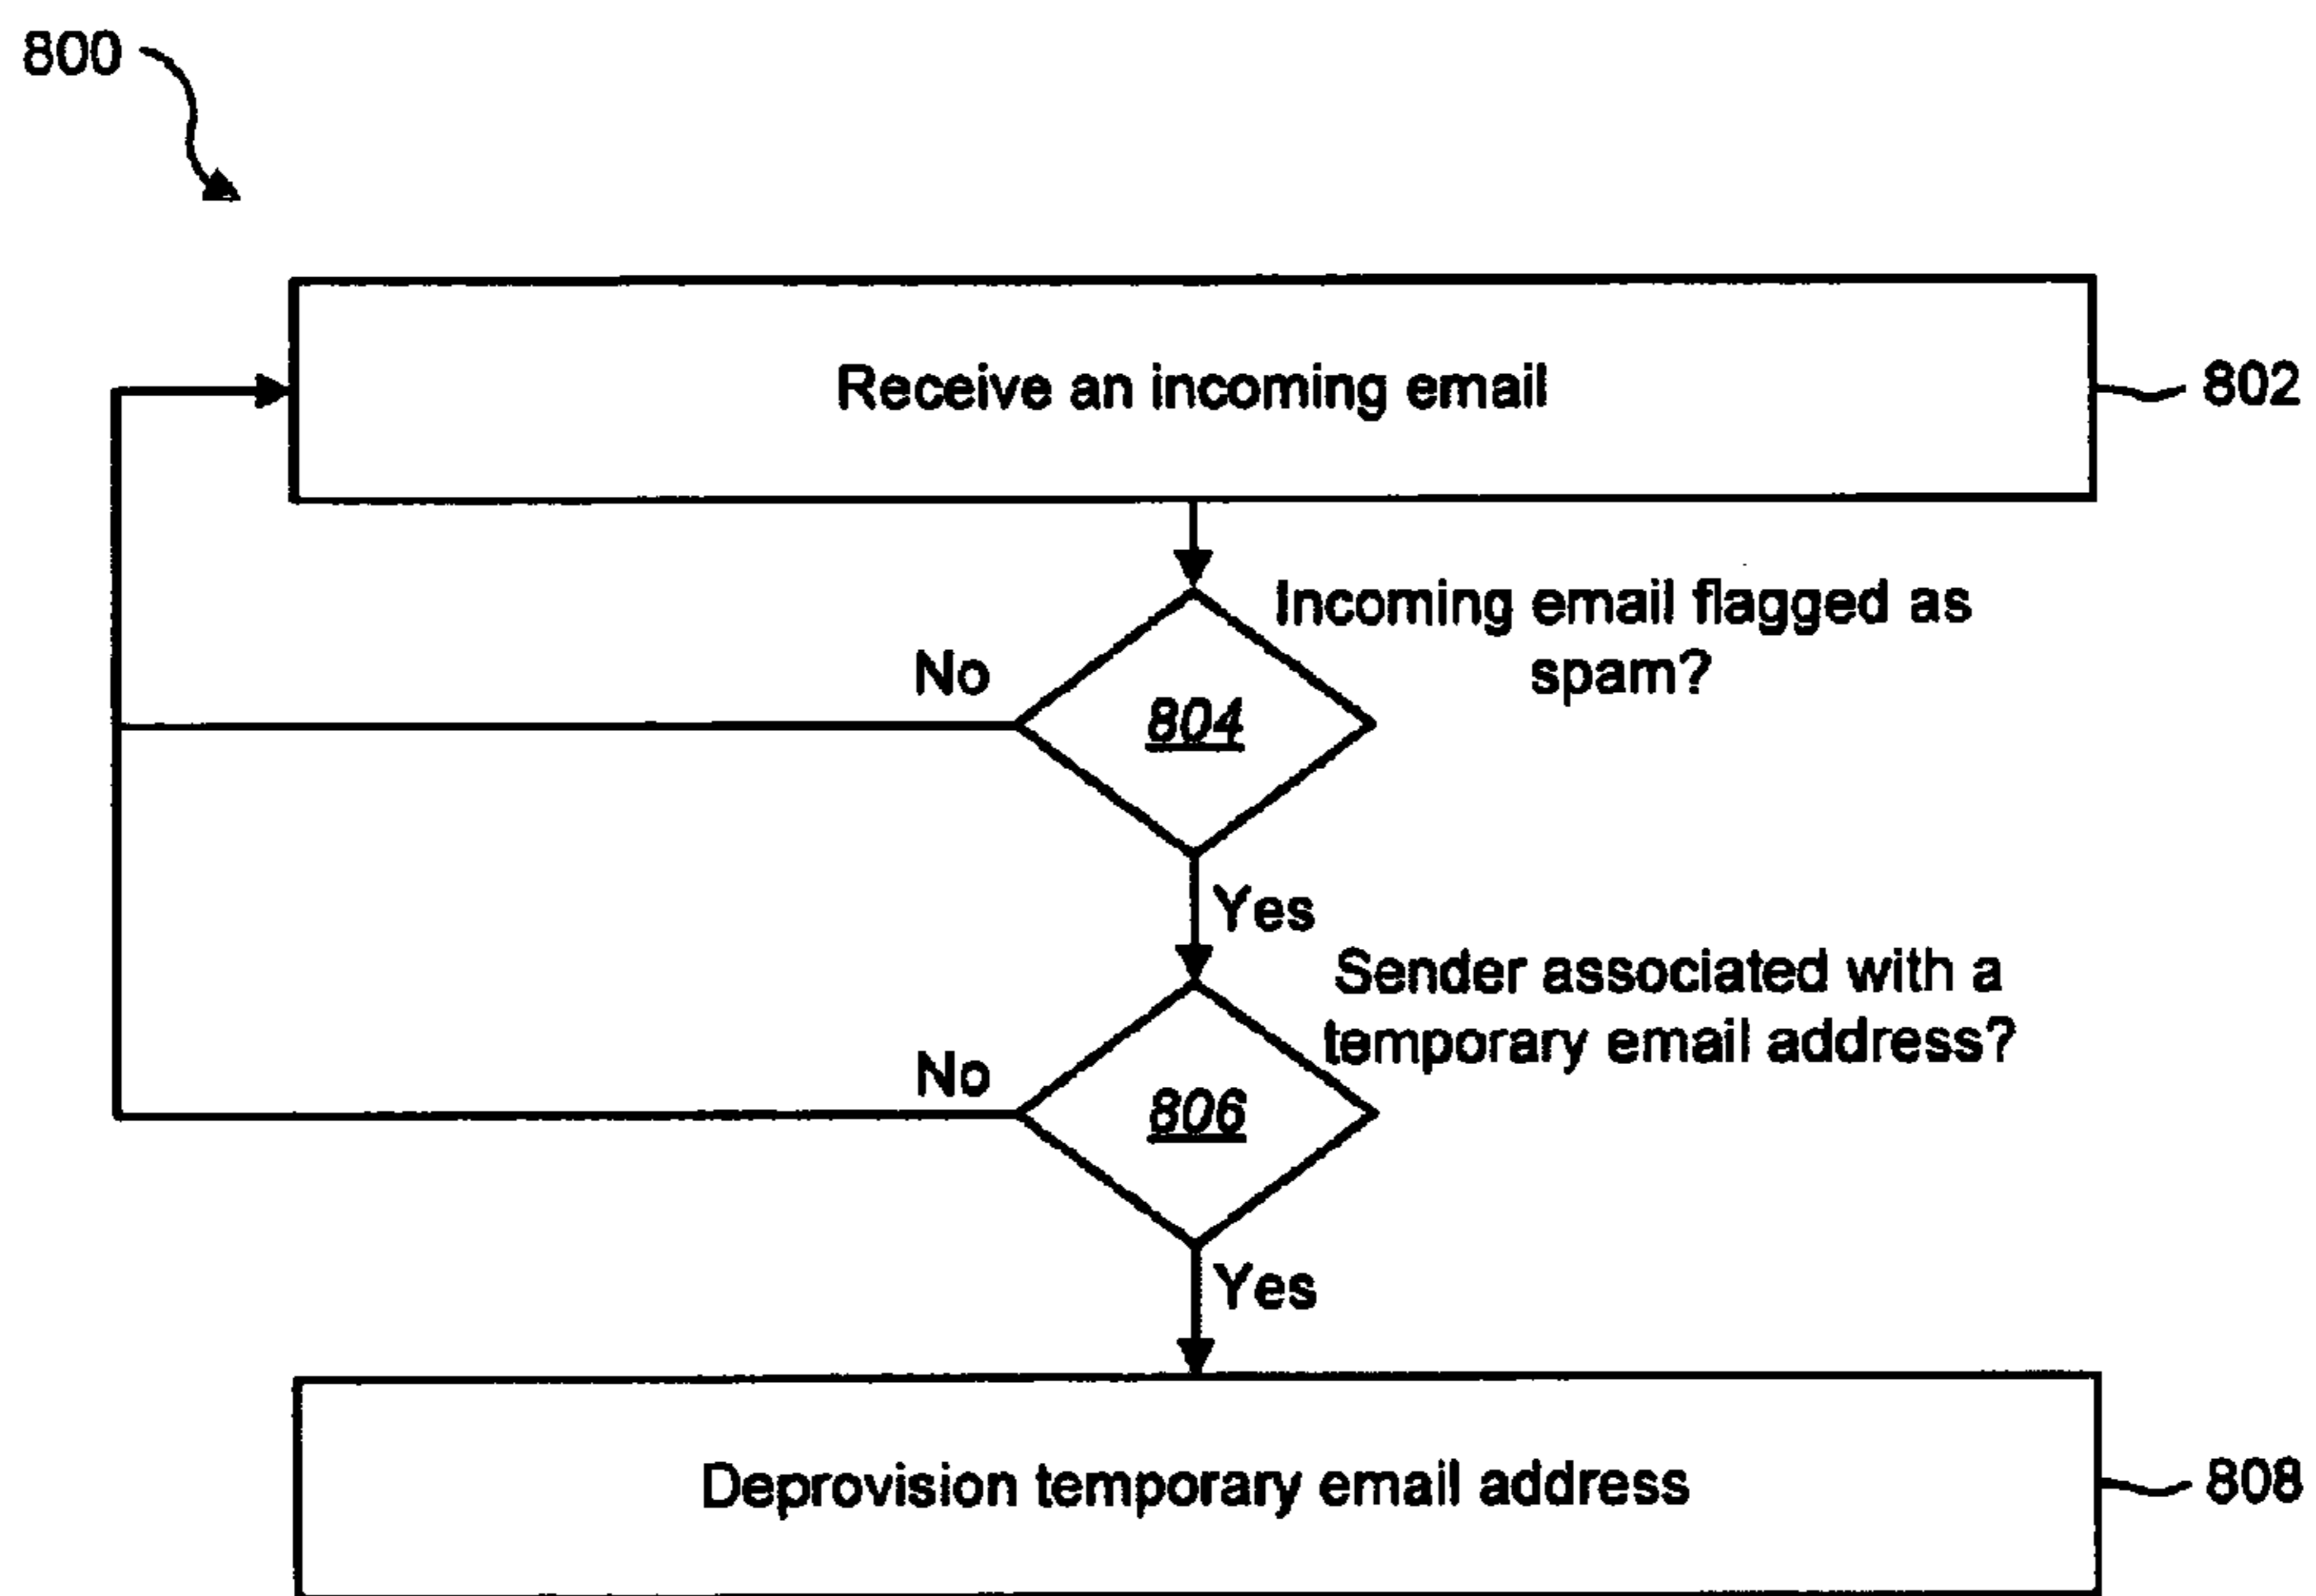 800
Receive an incoming email
802
Incoming email flagged as
spam?
No
804
Yes
Sender associated with a
temporary email address?
No
806
Yes
Deprovision temporary email address
808